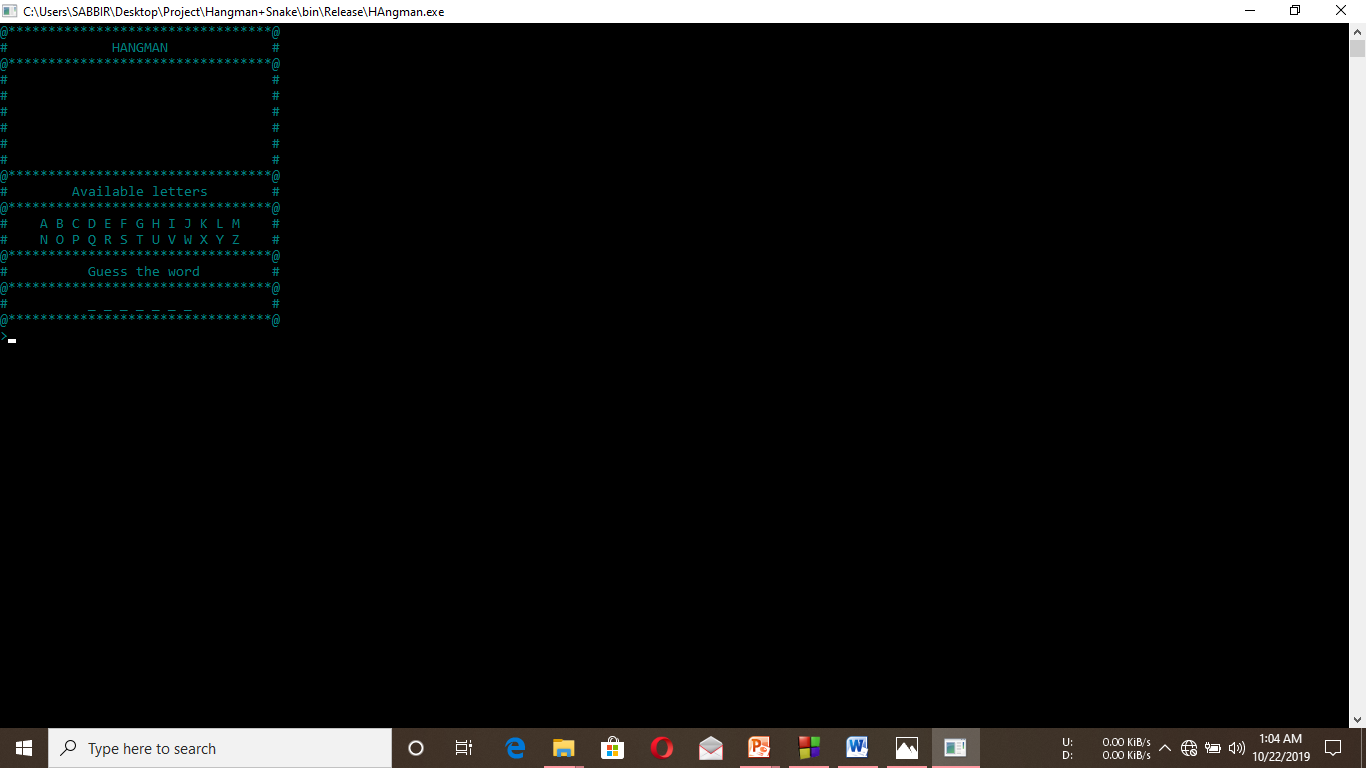 C:\Users\SABBIR\Desktop\Project\Hangman+Snake\bin\Release\HAngman.exe
@*********************************@
#             HANGMAN             #
@*********************************@
#                                 #
#                                 #
#                                 #
#                                 #
#                                 #
#                                 #
@*********************************@
#        Available letters        #
@*********************************@
#    A B C D E F G H I J K L M    #
#    N O P Q R S T U V W X Y Z    #
@*********************************@
#          Guess the word         #
@*********************************@
#          _ _ _ _ _ _ _          #
@*********************************@
>
Type here to search
U: 0.00 KiB/s
D: 0.00 KiB/s
1:04 AM
10/22/2019